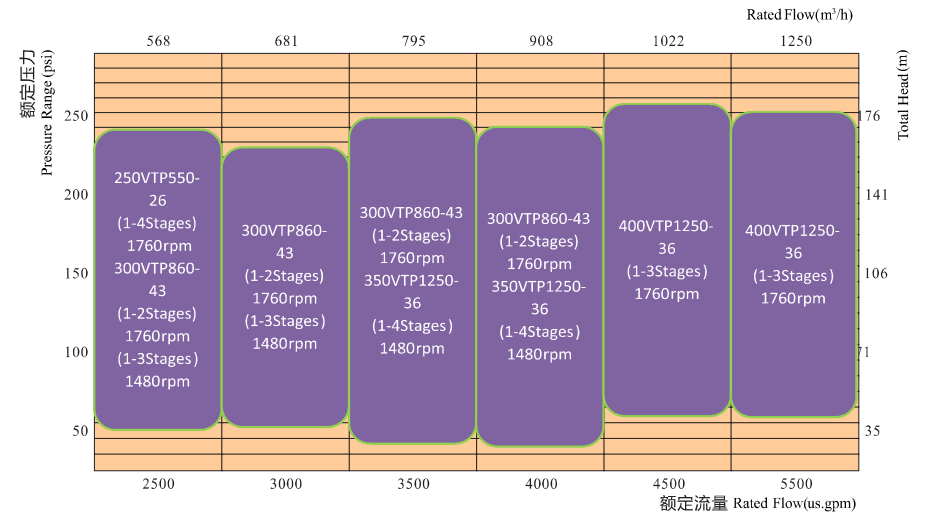 Rated Flow(m³/h)
568 681 795 908 1022 1250
额定压力
Pressure Range(psi)
Total Head(m)
250 176
200 141
150 106
100 71
50 35
250VTP550-
26
(1-4Stages)
1760rpm
300VTP860-
43
(1-2Stages)
1760rpm
(1-3Stages)
1480rpm
300VTP860-
43
(1-2Stages)
1760rpm
(1-3Stages)
1480rpm
300VTP860-43
(1-2Stages)
1760rpm
350VTP1250-
36
(1-4Stages)
1480rpm
300VTP860-43
(1-2Stages)
1760rpm
350VTP1250-
36
(1-4Stages)
1480rpm
400VTP1250-
36
(1-3Stages)
1760rpm
400VTP1250-
36
(1-3Stages)
1760rpm
2500 3000 3500 4000 4500 5500
额定流量 Rated Flow(us.gpm)